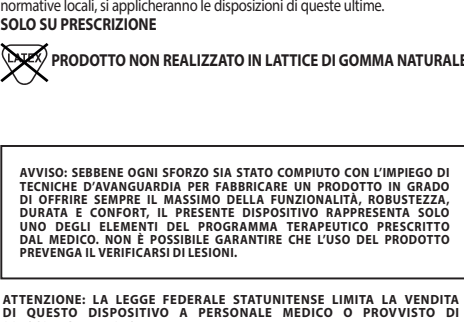 normative locali, si applicheranno le disposizioni di queste ultime.
SOLO SU PRESCRIZIONE
LATEX PRODOTTO NON REALIZZATO IN LATTICE DI GOMMA NATURALE
AVVISO: SEBBENE OGNI SFORZO SIA STATO COMPIUTO CON L'IMPIEGO DI
TECNICHE D'AVANGUARDIA PER FABBRICARE UN PRODOTTO IN GRADO
DI OFFRIRE SEMPRE IL MASSIMO DELLA FUNZIONALITÀ, ROBUSTEZZA,
DURATA E CONFORT, IL PRESENTE DISPOSITIVO RAPPRESENTA SOLO
UNO DEGLI ELEMENTI DEL PROGRAMMA TERAPEUTICO PRESCRITTO
DAL MEDICO. NON È POSSIBILE GARANTIRE CHE L'USO DEL PRODOTTO
PREVENGA IL VERIFICARSI DI LESIONI.
ATTENZIONE: LA LEGGE FEDERALE STATUNITENSE LIMITA LA VENDITA
DI QUESTO DISPOSITIVO A PERSONALE MEDICO O PROVVISTO DI